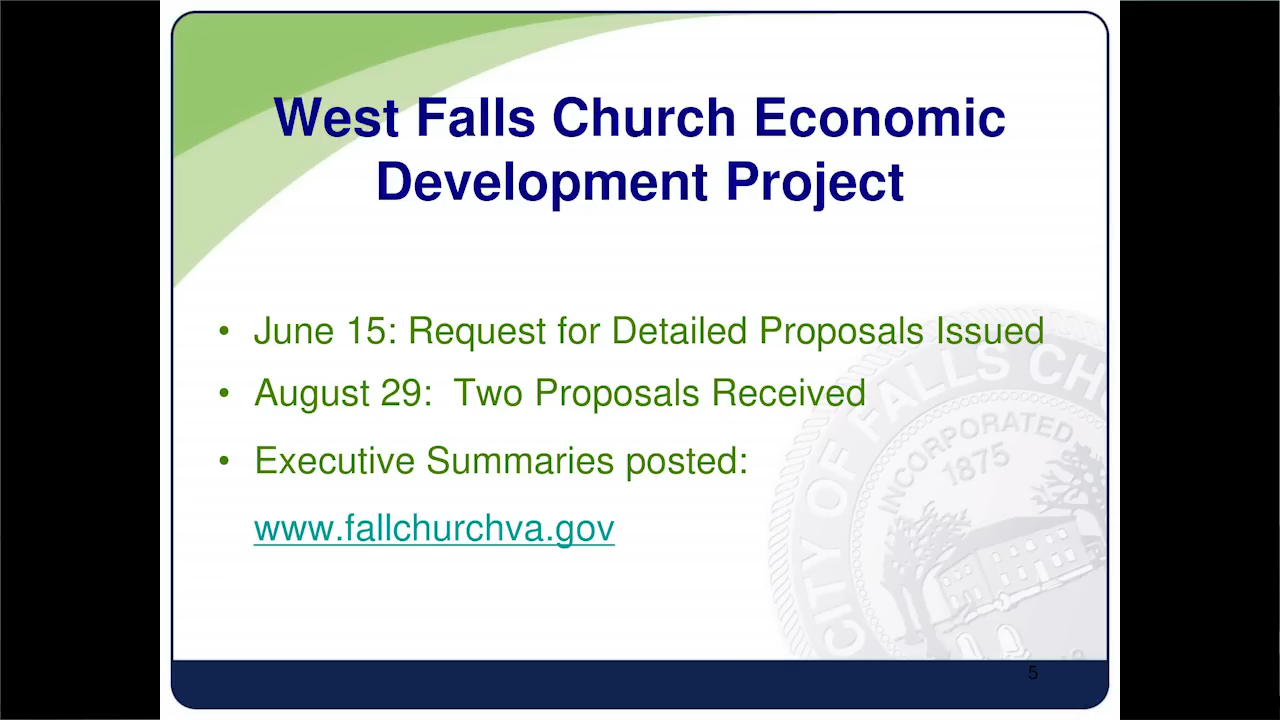 West Falls Church Economic
Development Project
• June 15: Request for Detailed Proposals Issued
• August 29: Two Proposals Received
• Executive Summaries posted:
www.fallchurchva.gov
CITY OF FALLS CH
INCORPORATED
1875
5